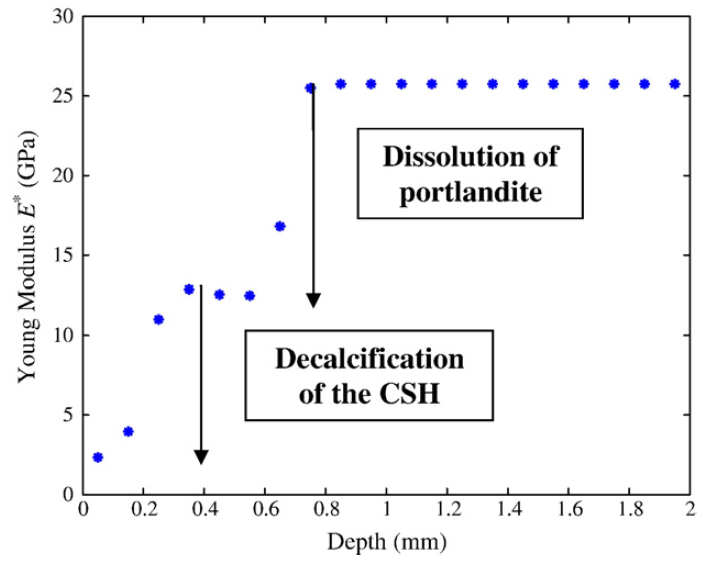 30
25
20
15
10
5
0
Young Modulus E* (GPa)
Dissolution of
portlandite
Decalcification
of the CSH
0 0.2 0.4 0.6 0.8 1 1.2 1.4 1.6 1.8 2
Depth (mm)